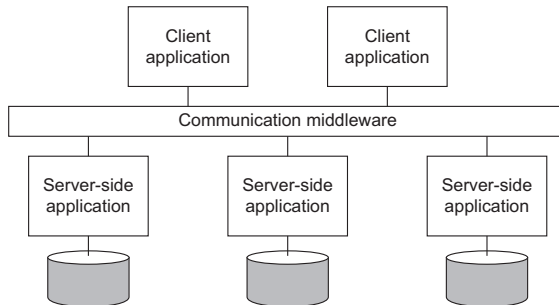 Client
application
Client
application
Communication middleware
Server-side
application
Server-side
application
Server-side
application